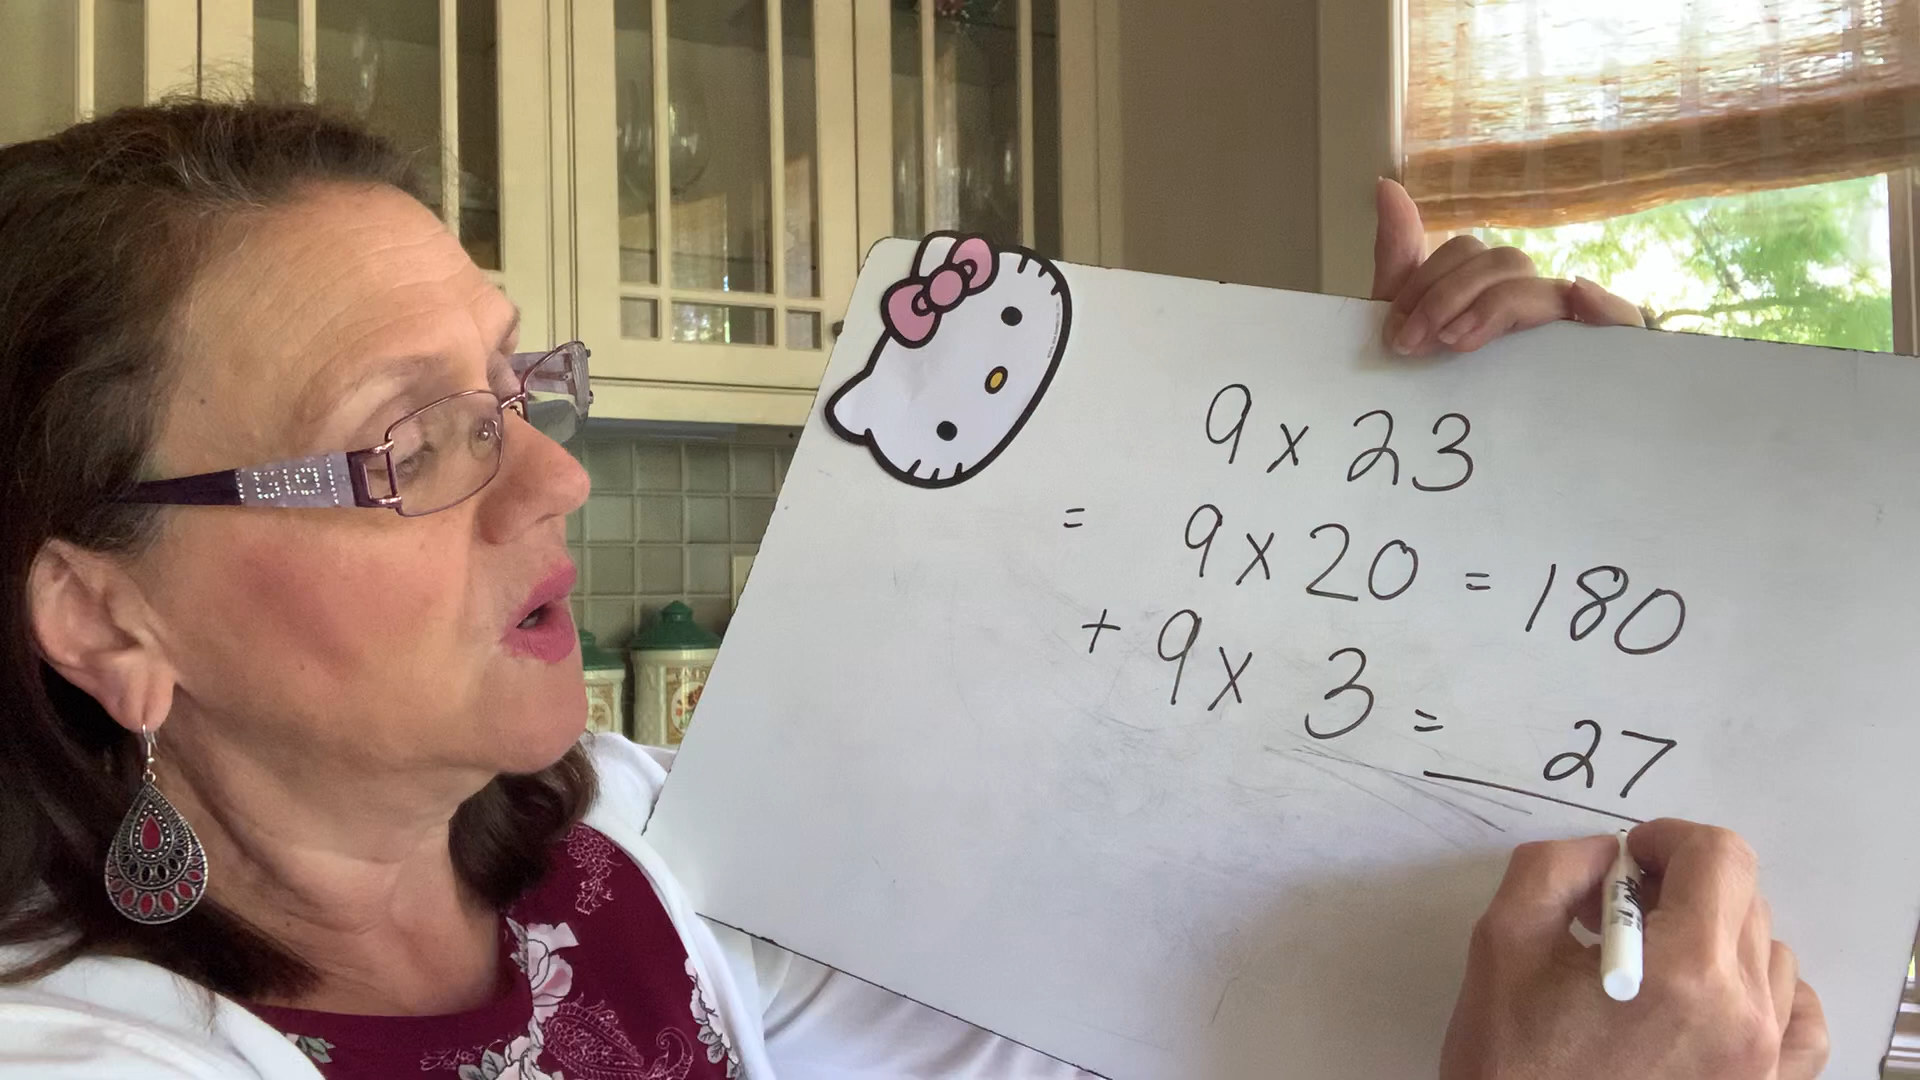 9 x 23
= 9 x 20 = 180
+ 9 x 3 = 27